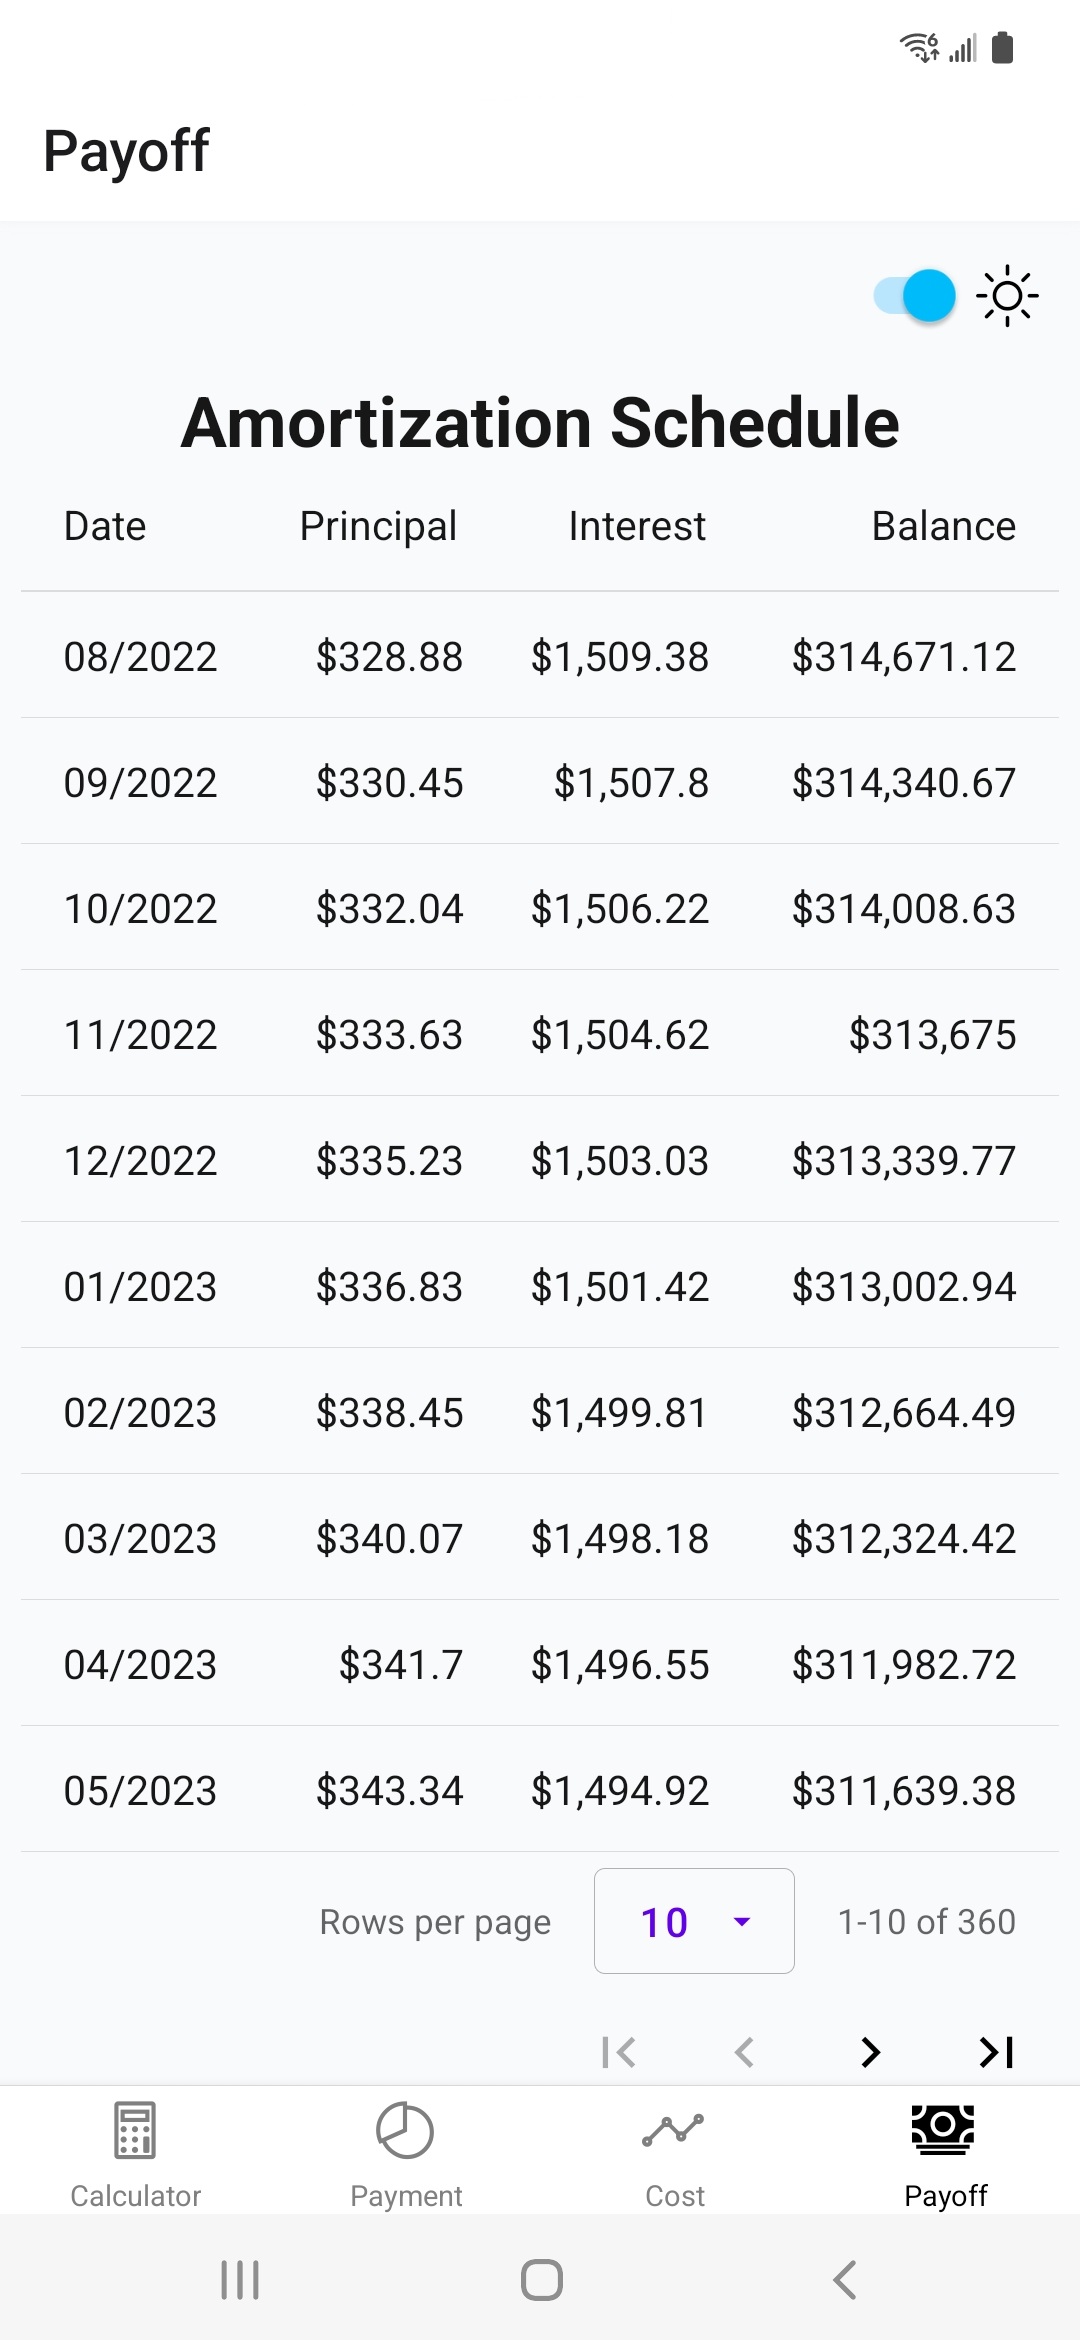 Payoff
Amortization Schedule
Date Principal Interest Balance
08/2022 $328.88 $1,509.38 $314,671.12
09/2022 $330.45 $1,507.8 $314,340.67
10/2022 $332.04 $1,506.22 $314,008.63
11/2022 $333.63 $1,504.62 $313,675
12/2022 $335.23 $1,503.03 $313,339.77
01/2023 $336.83 $1,501.42 $313,002.94
02/2023 $338.45 $1,499.81 $312,664.49
03/2023 $340.07 $1,498.18 $312,324.42
04/2023 $341.7 $1,496.55 $311,982.72
05/2023 $343.34 $1,494.92 $311,639.38
Rows per page 10 1-10 of 360
Calculator Payment Cost Payoff